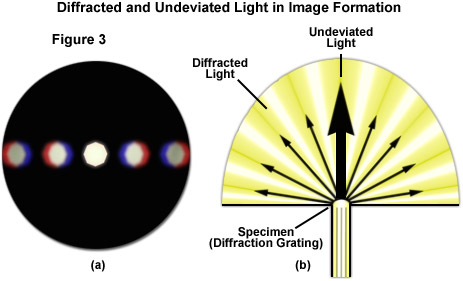 Diffracted and Undeviated Light in Image Formation
Figure 3
Undeviated
Light
Diffracted
Light
Specimen
(Diffraction Grating)
(a)
(b)